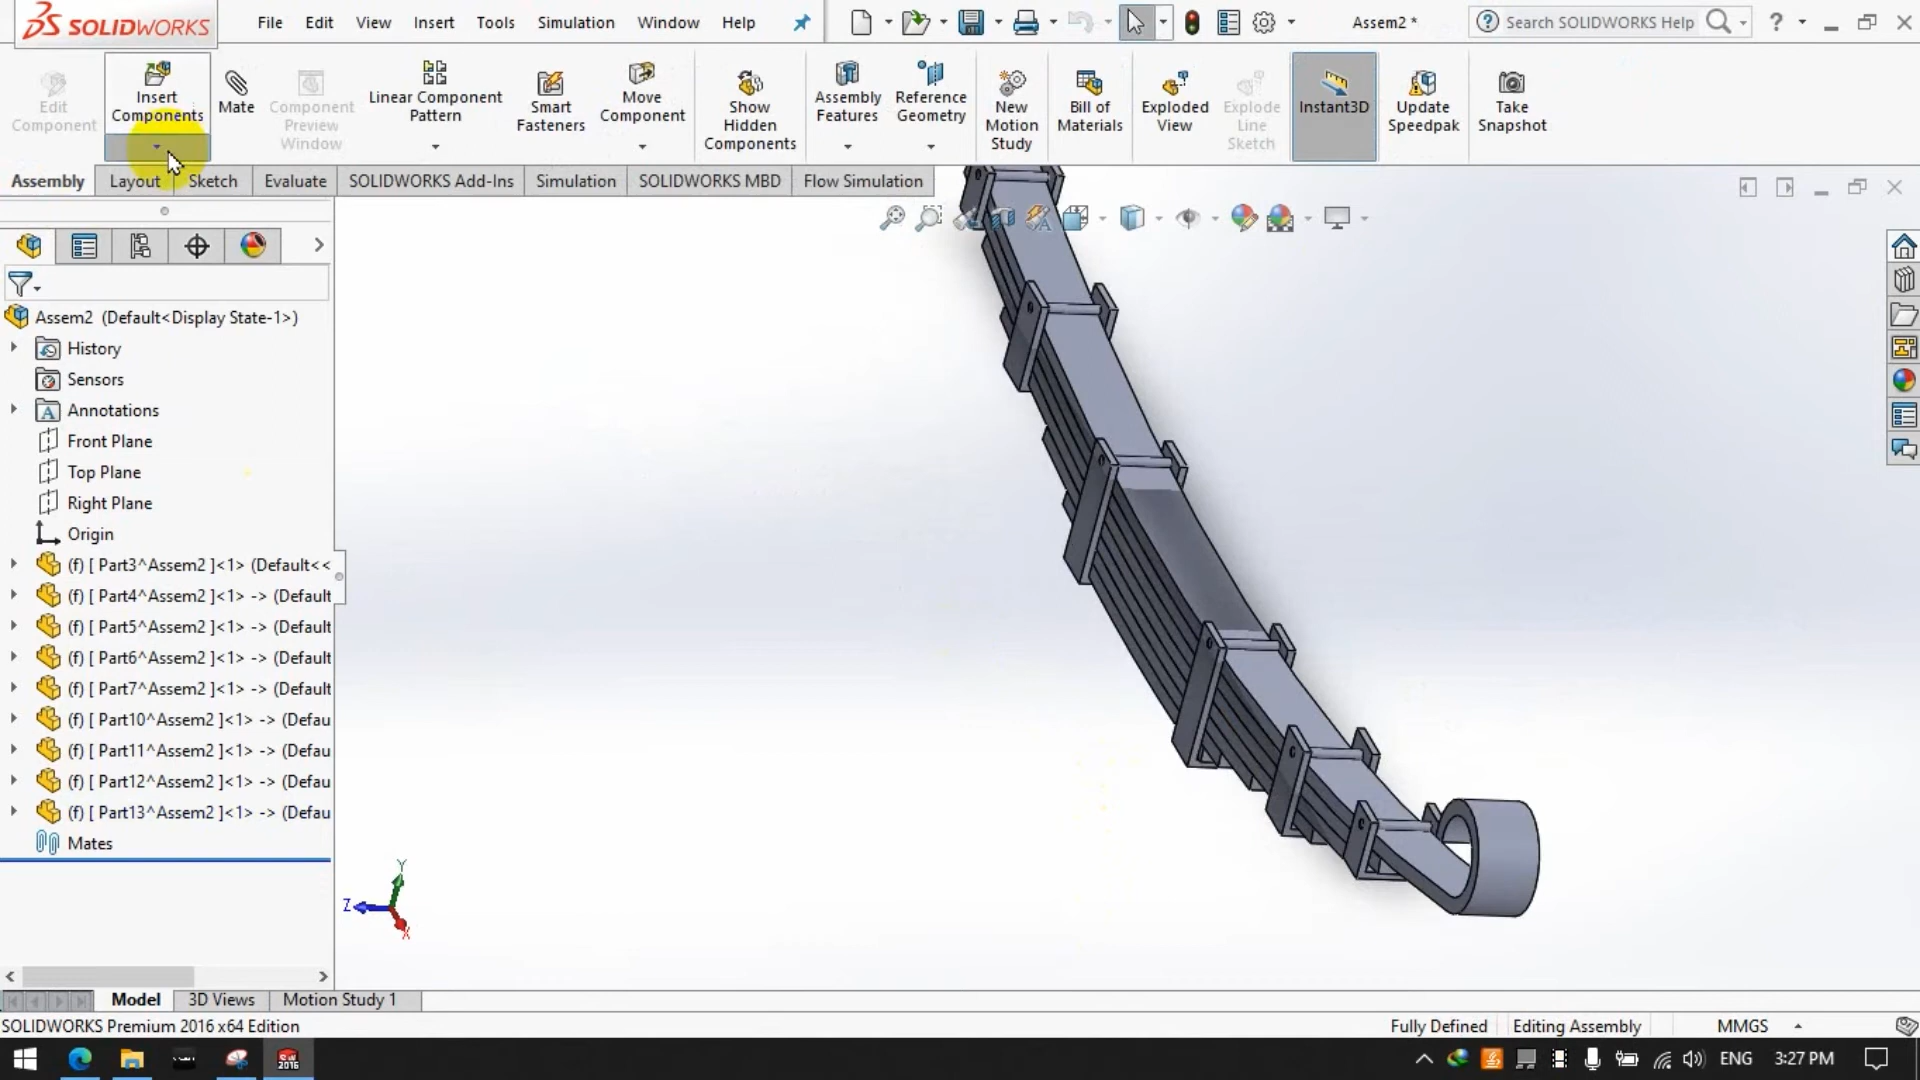 SOLIDWORKS
File Edit View Insert Tools Simulation Window Help
Assem2 *
Search SOLIDWORKS Help
?
Edit Component
Insert Components
Mate
Component Preview Window
Linear Component Pattern
Smart Fasteners
Move Component
Show Hidden Components
Assembly Features
Reference Geometry
New Motion Study
Bill of Materials
Exploded View
Explode Line Sketch
Instant3D
Update Speedpak
Take Snapshot
Assembly Layout Sketch Evaluate SOLIDWORKS Add-Ins Simulation SOLIDWORKS MBD Flow Simulation
Assem2 (Default<Display State-1>)
History
Sensors
Annotations
Front Plane
Top Plane
Right Plane
Origin
(f) [ Part3^Assem2 ]<1> (Default<<
(f) [ Part4^Assem2 ]<1> -> (Default
(f) [ Part5^Assem2 ]<1> -> (Default
(f) [ Part6^Assem2 ]<1> -> (Default
(f) [ Part7^Assem2 ]<1> -> (Default
(f) [ Part10^Assem2 ]<1> -> (Defau
(f) [ Part11^Assem2 ]<1> -> (Defau
(f) [ Part12^Assem2 ]<1> -> (Defau
(f) [ Part13^Assem2 ]<1> -> (Defau
Mates
Y
Z
X
Model 3D Views Motion Study 1
SOLIDWORKS Premium 2016 x64 Edition
Fully Defined Editing Assembly MMGS
ENG 3:27 PM